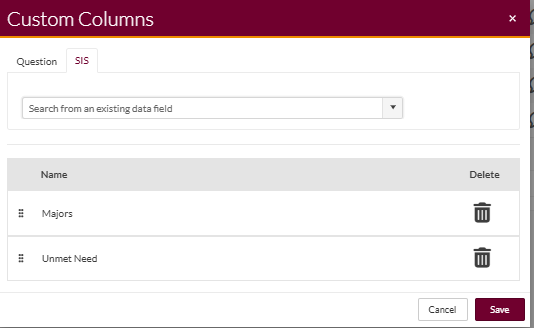 Custom Columns ×
Question SIS
Search from an existing data field
Name Delete
Majors
Unmet Need
Cancel Save